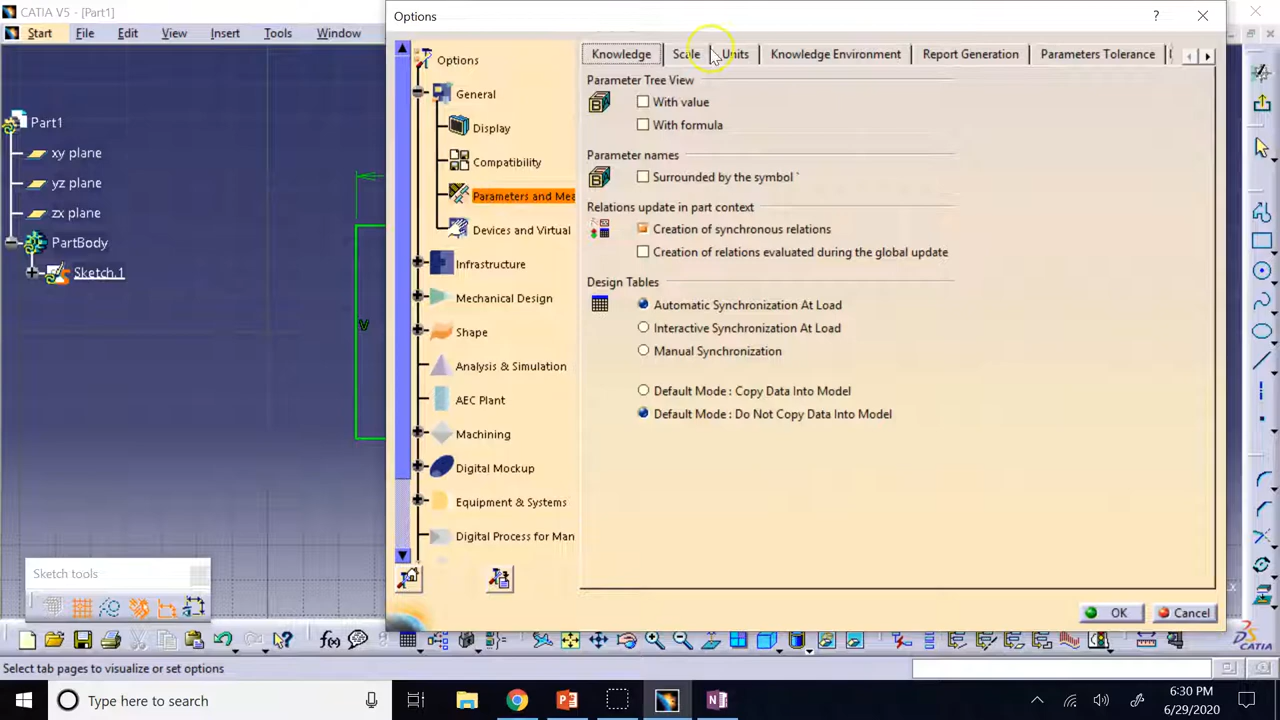 CATIA V5 - [Part1]
Start File Edit View Insert Tools Window
Part1
xy plane
yz plane
zx plane
PartBody
Sketch.1
V
Sketch tools
Options
?
Options
General
Display
Compatibility
Parameters and Mea
Devices and Virtual
Infrastructure
Mechanical Design
Shape
Analysis & Simulation
AEC Plant
Machining
Digital Mockup
Equipment & Systems
Digital Process for Man
Knowledge Scale Units Knowledge Environment Report Generation Parameters Tolerance
Parameter Tree View
With value
With formula
Parameter names
Surrounded by the symbol `
Relations update in part context
Creation of synchronous relations
Creation of relations evaluated during the global update
Design Tables
Automatic Synchronization At Load
Interactive Synchronization At Load
Manual Synchronization
Default Mode : Copy Data Into Model
Default Mode : Do Not Copy Data Into Model
OK Cancel
X
f(x)
CATIA
Select tab pages to visualize or set options
Type here to search
6:30 PM
6/29/2020